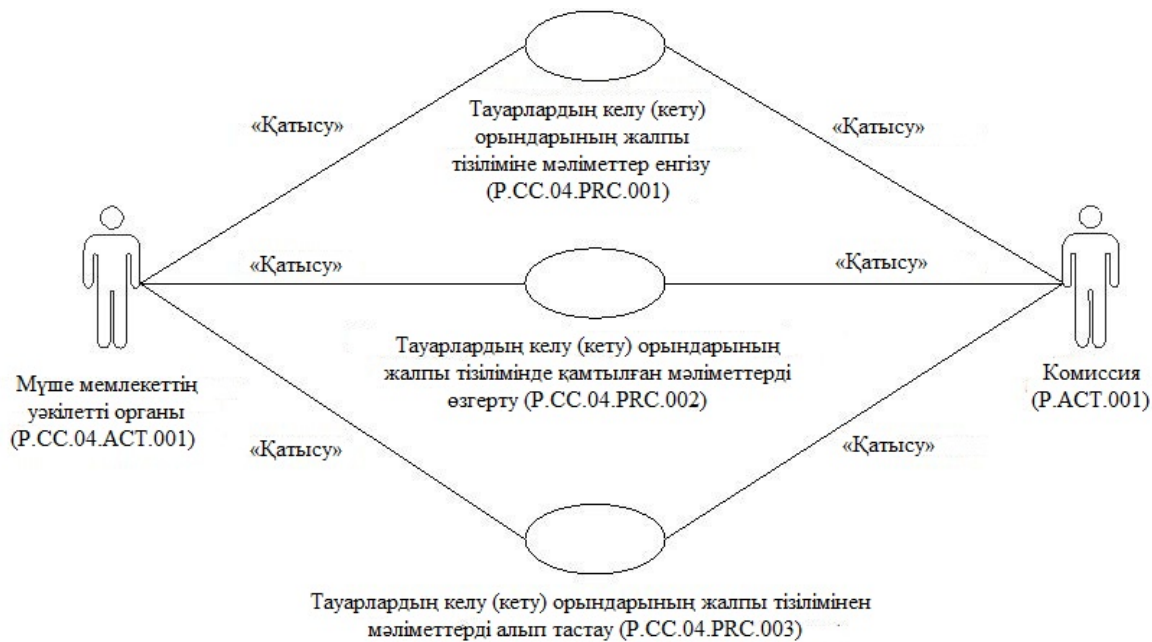 «Қатысу»
«Қатысу»
Тауарлардың келу (кету)
орындарының жалпы
тізіліміне мәліметтер енгізу
(P.CC.04.PRC.001)
«Қатысу»
«Қатысу»
Тауарлардың келу (кету) орындарының
жалпы тізілімінде қамтылған мәліметтерді
өзгерту (P.CC.04.PRC.002)
Мүше мемлекеттің
уәкілетті органы
(P.CC.04.ACT.001)
Комиссия
(P.ACT.001)
«Қатысу»
«Қатысу»
Тауарлардың келу (кету) орындарының жалпы тізілімінен
мәліметтерді алып тастау (P.CC.04.PRC.003)